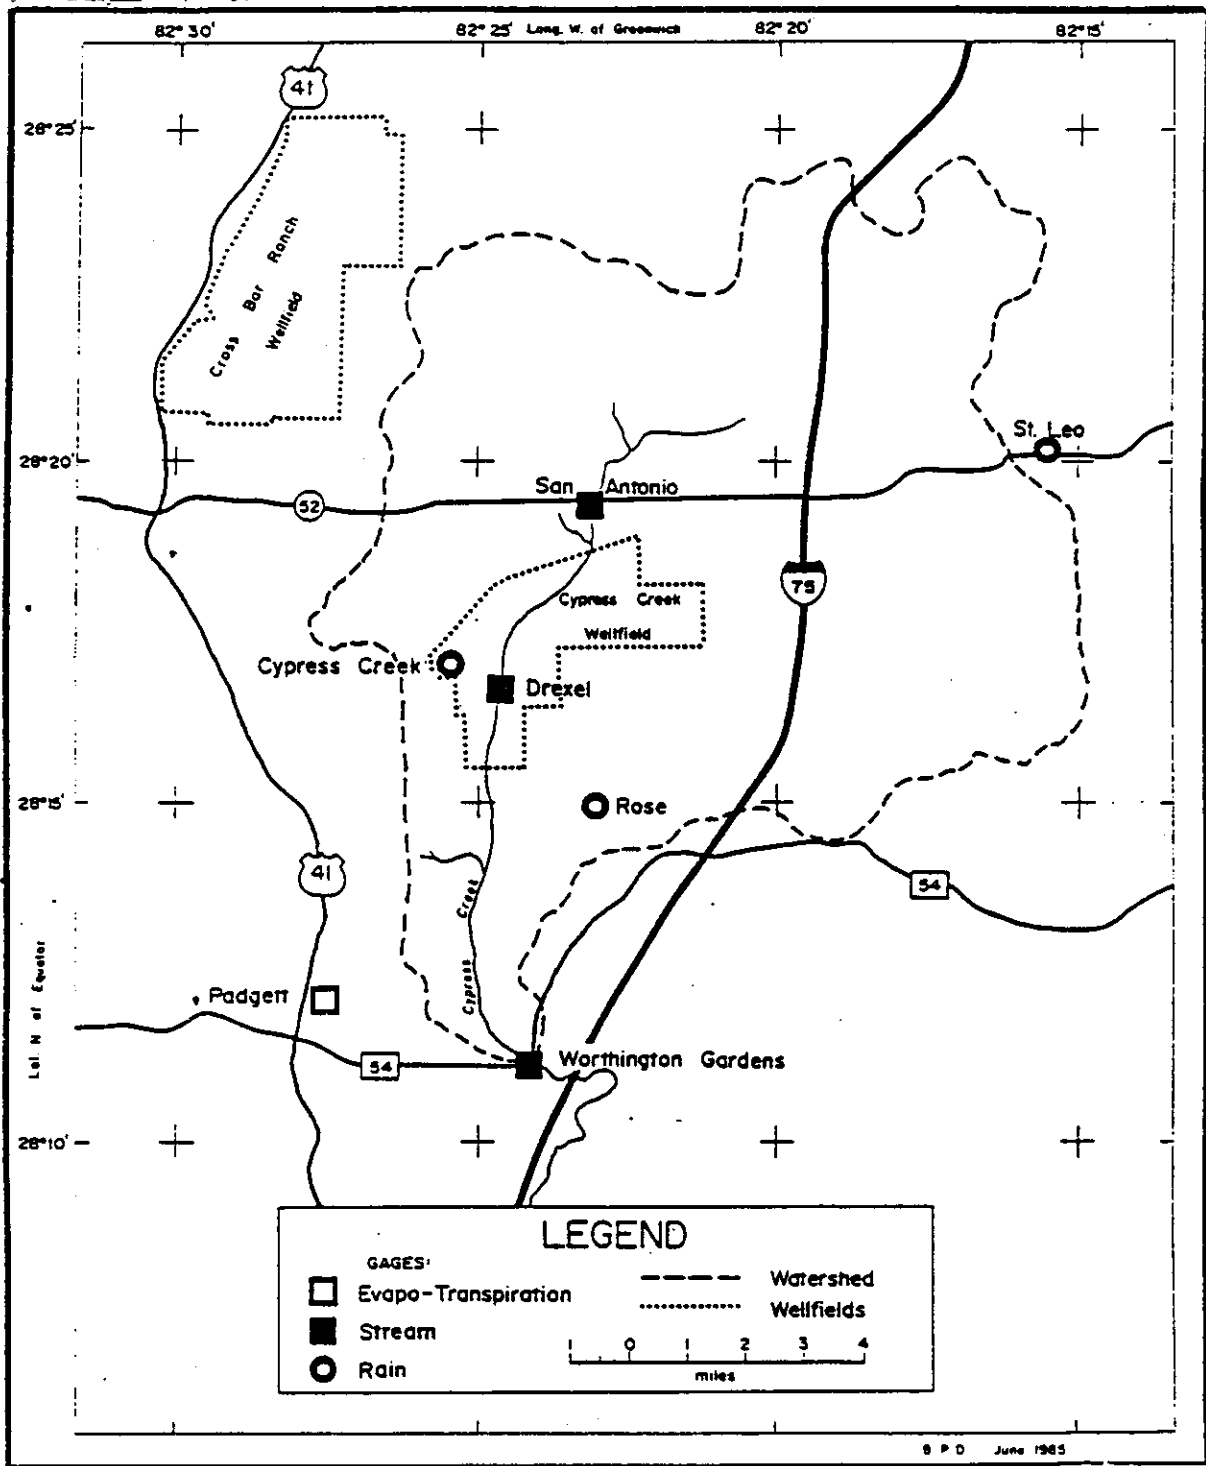 82°30'
82°25'
Long. W. of Greenwich
82°20'
82°15'
41
28°25'
Cross Bar Ranch
Wellfield
St. Leo
28°20'
San Antonio
52
75
Cypress Creek
Wellfield
Cypress Creek
Drexel
28°15'
Rose
41
54
Creek
Cypress
Lat. N of Equator
Padgett
54
Worthington Gardens
28°10'
LEGEND
GAGES:
Evapo-Transpiration
Stream
Rain
Watershed
Wellfields
1 0 1 2 3 4
miles
B P D June 1985